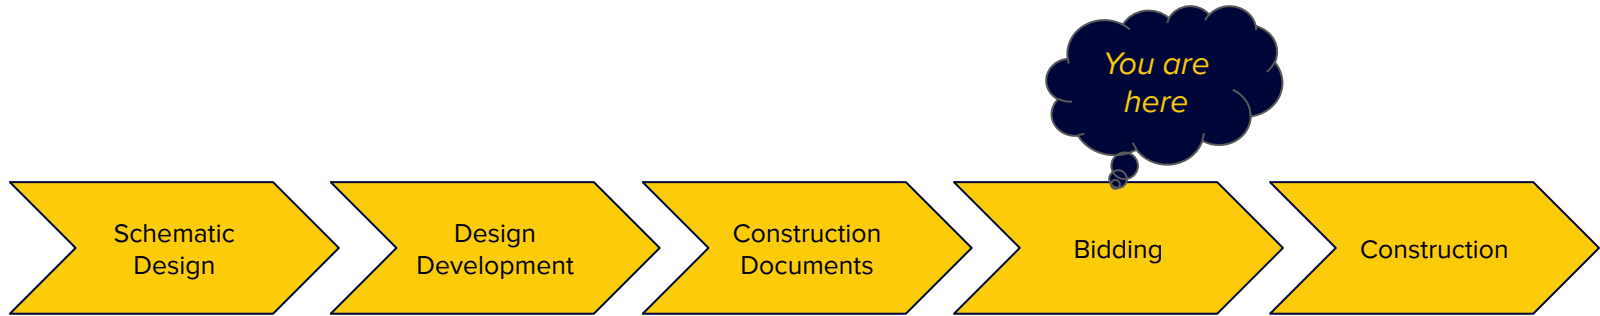 You are
here
Schematic
Design
Design
Development
Construction
Documents
Bidding
Construction